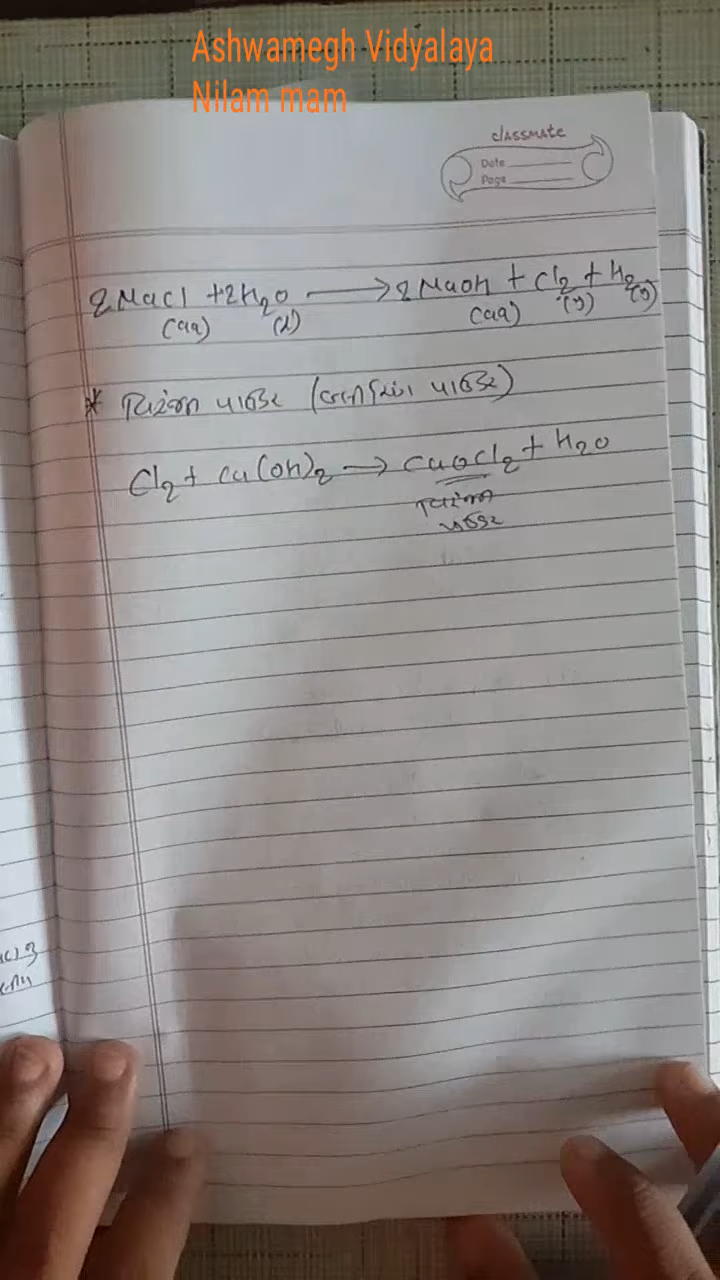 Ashwamegh Vidyalaya
Nilam mam
classmate
Date
Page
2NaCl + 2H2O ⟶ 2NaOH + Cl2 + H2
(aq) (l) (aq) (g) (g)
* વિરંજન પાઉડર (બ્લીચિંગ પાઉડર)
Cl2 + Ca(OH)2 ⟶ CaOCl2 + H2O
વિરંજન
પાઉડર